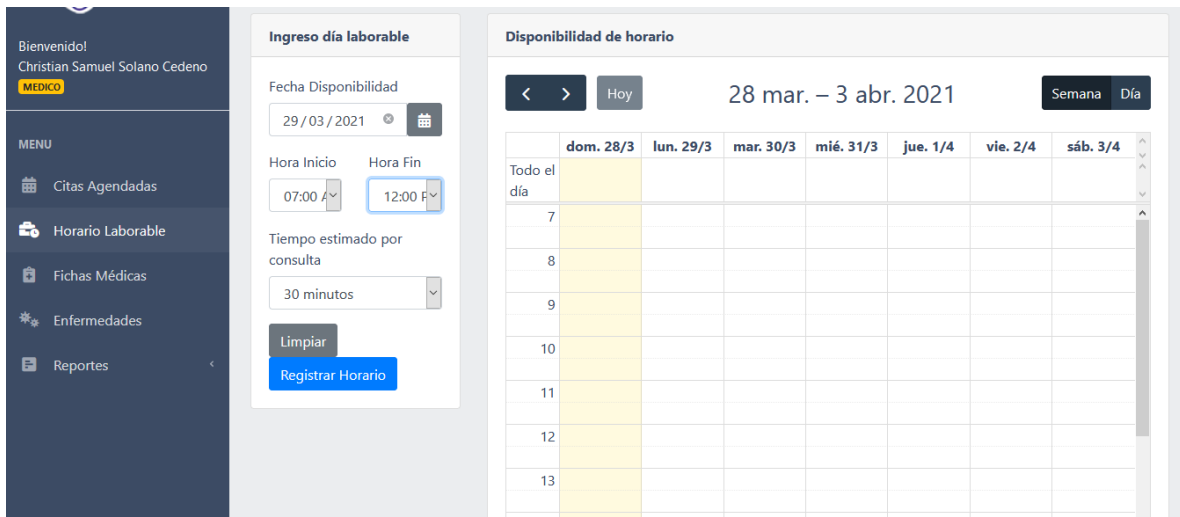 Bienvenido!
Christian Samuel Solano Cedeno
MEDICO
MENU
Citas Agendadas
Horario Laborable
Fichas Médicas
Enfermedades
Reportes
Ingreso día laborable
Fecha Disponibilidad
29/03/2021
Hora Inicio Hora Fin
07:00 12:00
Tiempo estimado por
consulta
30 minutos
Limpiar
Registrar Horario
Disponibilidad de horario
Hoy 28 mar. – 3 abr. 2021 Semana Día
dom. 28/3 lun. 29/3 mar. 30/3 mié. 31/3 jue. 1/4 vie. 2/4 sáb. 3/4
Todo el
día
7
8
9
10
11
12
13